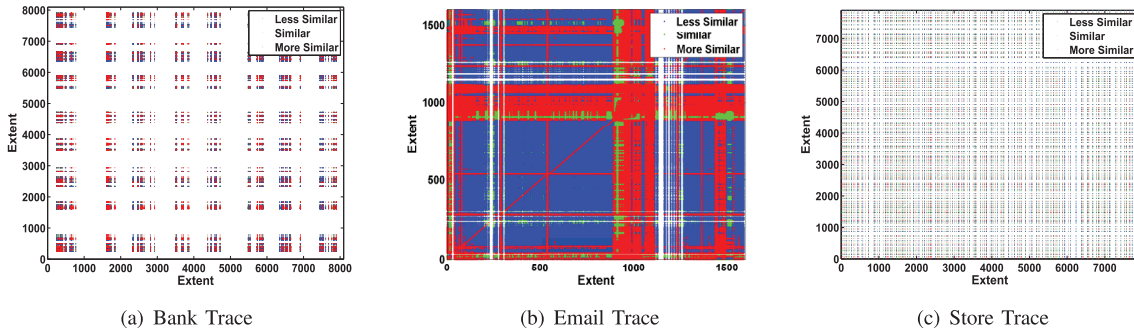 8000
7000
6000
5000
4000
3000
2000
1000
0
Extent
0 1000 2000 3000 4000 5000 6000 7000 8000
Extent
Less Similar
Similar
More Similar
(a) Bank Trace
1500
1000
500
0
Extent
0 500 1000 1500
Extent
Less Similar
Similar
More Similar
(b) Email Trace
7000
6000
5000
4000
3000
2000
1000
0
Extent
0 1000 2000 3000 4000 5000 6000 7000
Extent
Less Similar
Similar
More Similar
(c) Store Trace